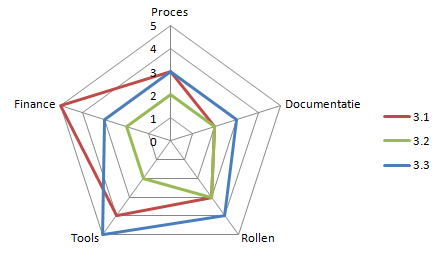 Proces
5
4
3
2
1
0
Finance
Documentatie
Tools
Rollen
3.1
3.2
3.3